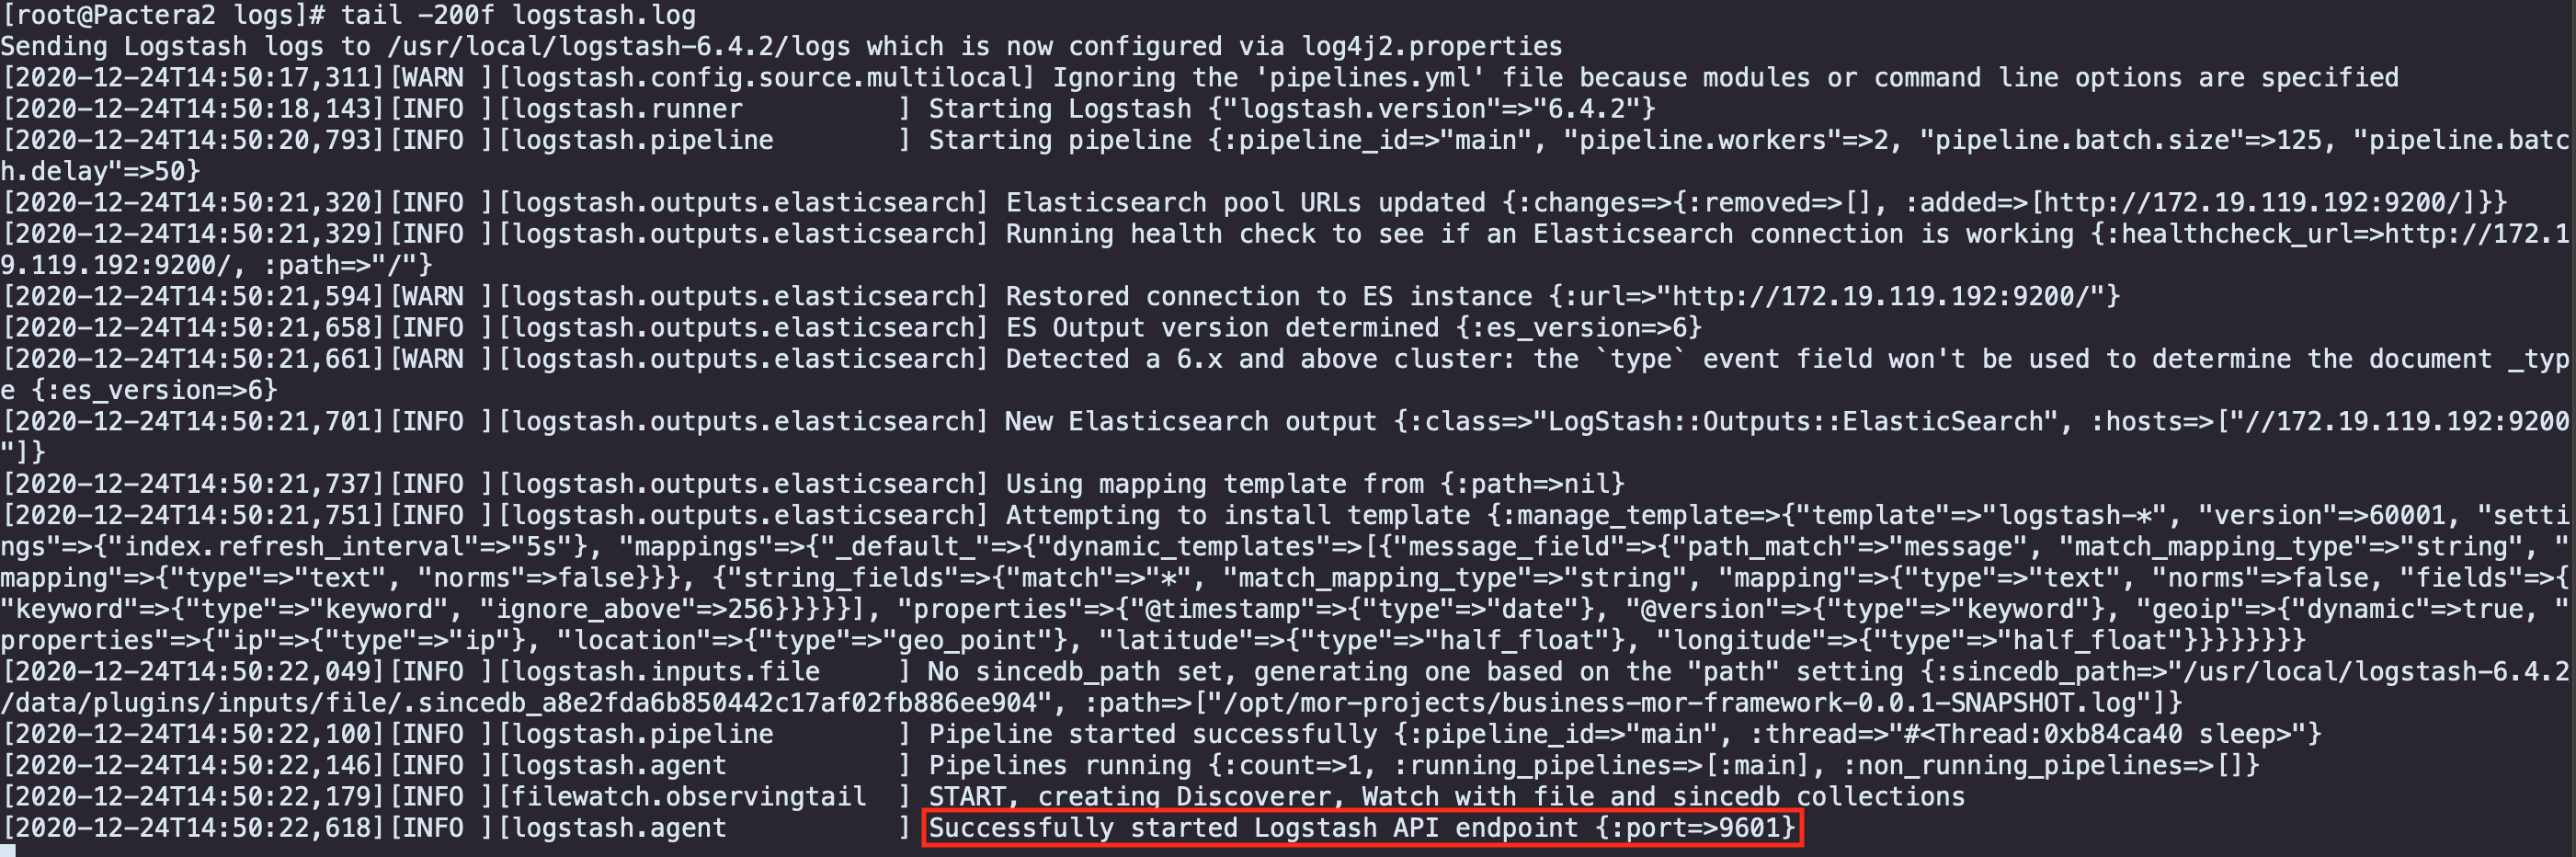 [root@Pactera2 logs]# tail -200f logstash.log
Sending Logstash logs to /usr/local/logstash-6.4.2/logs which is now configured via log4j2.properties
[2020-12-24T14:50:17,311][WARN ][logstash.config.source.multilocal] Ignoring the 'pipelines.yml' file because modules or command line options are specified
[2020-12-24T14:50:18,143][INFO ][logstash.runner          ] Starting Logstash {"logstash.version"=>"6.4.2"}
[2020-12-24T14:50:20,793][INFO ][logstash.pipeline        ] Starting pipeline {:pipeline_id=>"main", "pipeline.workers"=>2, "pipeline.batch.size"=>125, "pipeline.batc
h.delay"=>50}
[2020-12-24T14:50:21,320][INFO ][logstash.outputs.elasticsearch] Elasticsearch pool URLs updated {:changes=>{:removed=>[], :added=>[http://172.19.119.192:9200/]}}
[2020-12-24T14:50:21,329][INFO ][logstash.outputs.elasticsearch] Running health check to see if an Elasticsearch connection is working {:healthcheck_url=>http://172.1
9.119.192:9200/, :path=>"/"}
[2020-12-24T14:50:21,594][WARN ][logstash.outputs.elasticsearch] Restored connection to ES instance {:url=>"http://172.19.119.192:9200/"}
[2020-12-24T14:50:21,658][INFO ][logstash.outputs.elasticsearch] ES Output version determined {:es_version=>6}
[2020-12-24T14:50:21,661][WARN ][logstash.outputs.elasticsearch] Detected a 6.x and above cluster: the `type` event field won't be used to determine the document _typ
e {:es_version=>6}
[2020-12-24T14:50:21,701][INFO ][logstash.outputs.elasticsearch] New Elasticsearch output {:class=>"LogStash::Outputs::ElasticSearch", :hosts=>["//172.19.119.192:9200
"]}
[2020-12-24T14:50:21,737][INFO ][logstash.outputs.elasticsearch] Using mapping template from {:path=>nil}
[2020-12-24T14:50:21,751][INFO ][logstash.outputs.elasticsearch] Attempting to install template {:manage_template=>{"template"=>"logstash-*", "version"=>60001, "setti
ngs"=>{"index.refresh_interval"=>"5s"}, "mappings"=>{"_default_"=>{"dynamic_templates"=>[{"message_field"=>{"path_match"=>"message", "match_mapping_type"=>"string", "
mapping"=>{"type"=>"text", "norms"=>false}}}, {"string_fields"=>{"match"=>"*", "match_mapping_type"=>"string", "mapping"=>{"type"=>"text", "norms"=>false, "fields"=>{
"keyword"=>{"type"=>"keyword", "ignore_above"=>256}}}}}], "properties"=>{"@timestamp"=>{"type"=>"date"}, "@version"=>{"type"=>"keyword"}, "geoip"=>{"dynamic"=>true, "
properties"=>{"ip"=>{"type"=>"ip"}, "location"=>{"type"=>"geo_point"}, "latitude"=>{"type"=>"half_float"}, "longitude"=>{"type"=>"half_float"}}}}}}}}
[2020-12-24T14:50:22,049][INFO ][logstash.inputs.file     ] No sincedb_path set, generating one based on the "path" setting {:sincedb_path=>"/usr/local/logstash-6.4.2
/data/plugins/inputs/file/.sincedb_a8e2fda6b850442c17af02fb886ee904", :path=>["/opt/mor-projects/business-mor-framework-0.0.1-SNAPSHOT.log"]}
[2020-12-24T14:50:22,100][INFO ][logstash.pipeline        ] Pipeline started successfully {:pipeline_id=>"main", :thread=>"#<Thread:0xb84ca40 sleep>"}
[2020-12-24T14:50:22,146][INFO ][logstash.agent           ] Pipelines running {:count=>1, :running_pipelines=>[:main], :non_running_pipelines=>[]}
[2020-12-24T14:50:22,179][INFO ][filewatch.observingtail  ] START, creating Discoverer, Watch with file and sincedb collections
[2020-12-24T14:50:22,618][INFO ][logstash.agent           ] Successfully started Logstash API endpoint {:port=>9601}